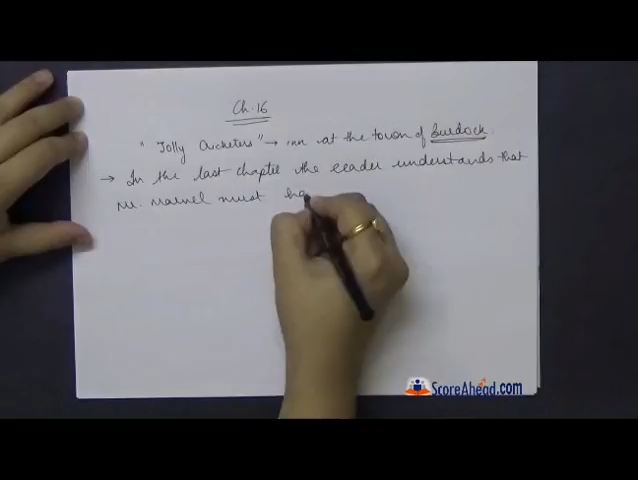 Ch. 16
"Jolly Cricketers" → inn at the town of Burdock.
→ In the last chapter the reader understands that
Mr. Marvel must ha
ScoreAhead.com